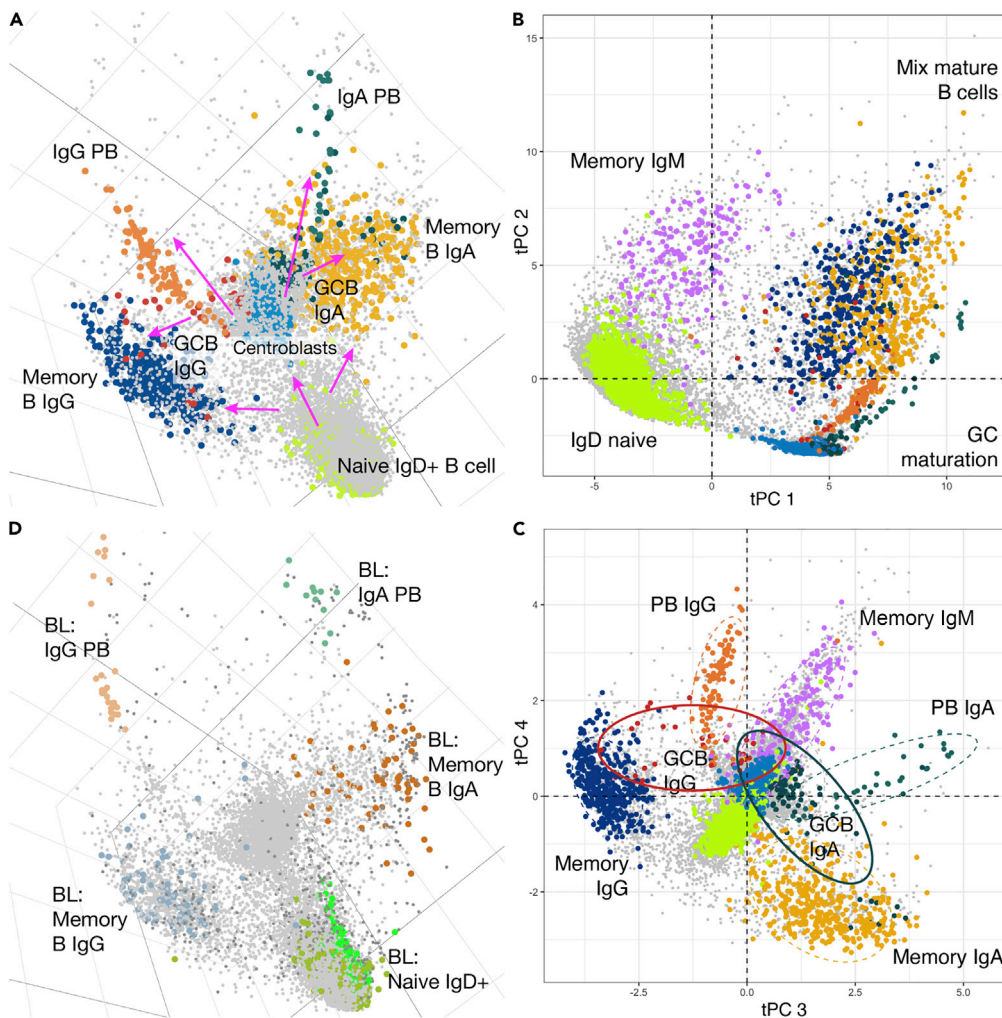 A
IgA PB
IgG PB
Memory
B IgA
GCB
IgA
Centroblasts
GCB
IgG
Memory
B IgG
Naive IgD+ B cell
B
15
10
5
0
tPC 2
Mix mature
B cells
Memory IgM
IgD naive
GC
maturation
-5
0
5
10
tPC 1
D
BL:
IgA PB
BL:
IgG PB
BL:
Memory
B IgA
BL:
Memory
B IgG
BL:
Naive IgD+
C
4
2
0
-2
-4
tPC 4
PB IgG
Memory IgM
PB IgA
GCB
IgG
GCB
IgA
Memory
IgG
Memory IgA
-2.5
0.0
2.5
5.0
tPC 3